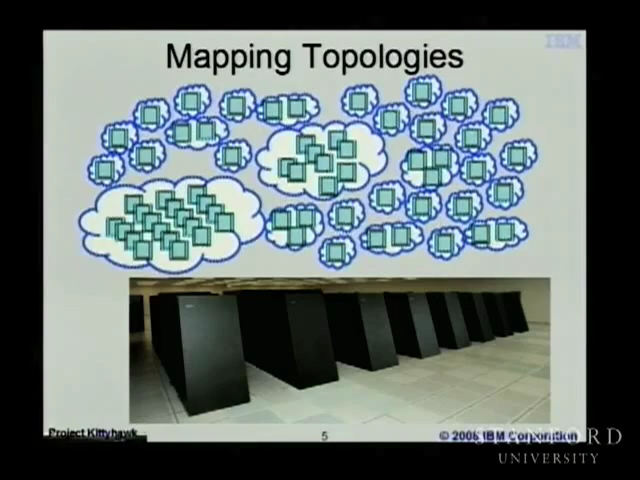 IBM
Mapping Topologies
Project Kittyhawk
5
© 2008 IBM Corporation
STANFORD
UNIVERSITY